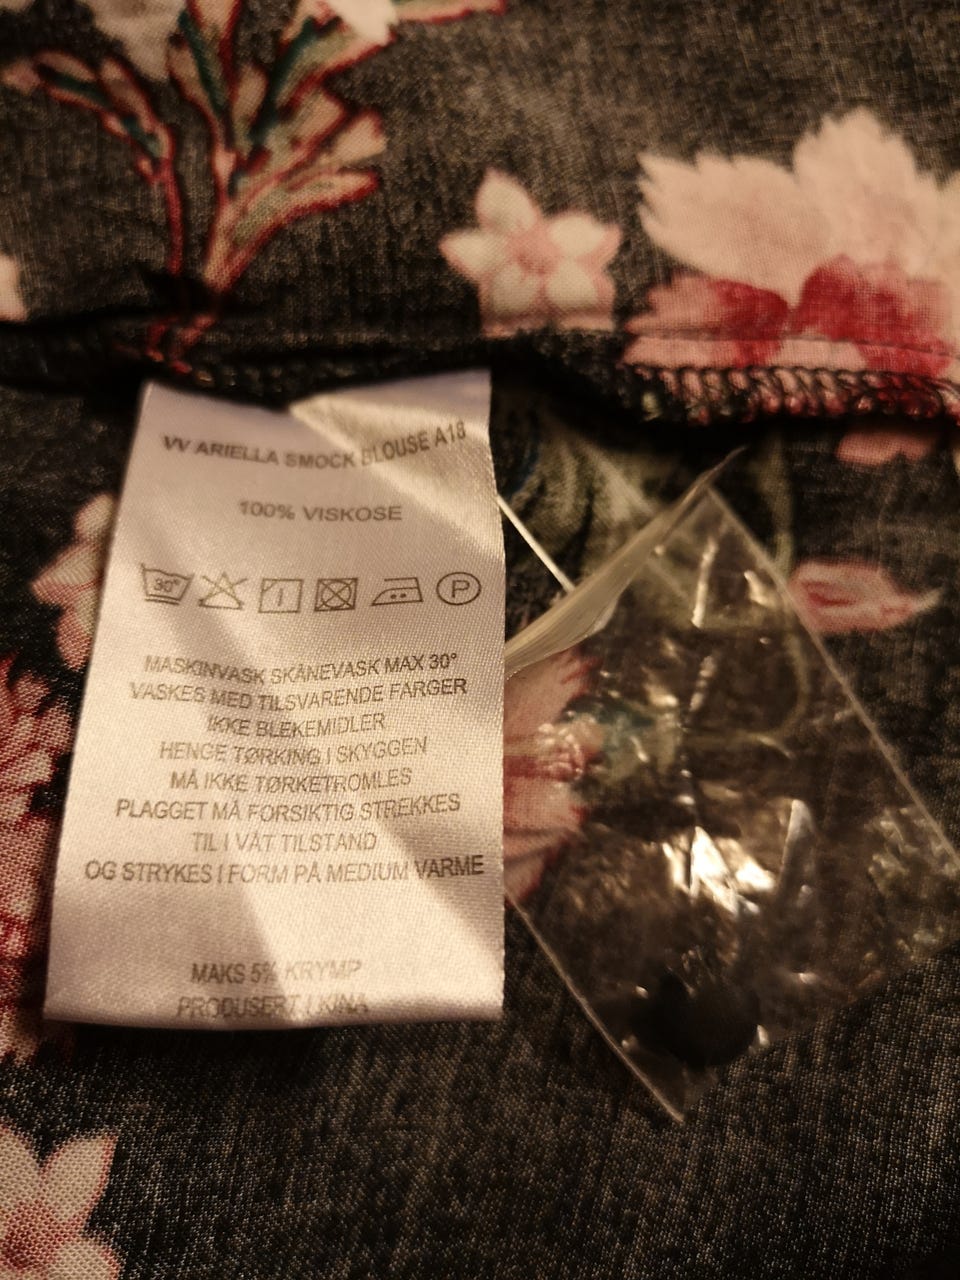 VV ARIELLA SMOCK BLOUSE A18
100% VISKOSE
30° P
MASKINVASK SKÅNEVASK MAX 30°
VASKES MED TILSVARENDE FARGER
IKKE BLEKEMIDLER
HENGE TØRKING I SKYGGEN
MÅ IKKE TØRKETROMLES
PLAGGET MÅ FORSIKTIG STREKKES
TIL I VÅT TILSTAND
OG STRYKES I FORM PÅ MEDIUM VARME
MAKS 5% KRYMP
PRODUSERT I KINA